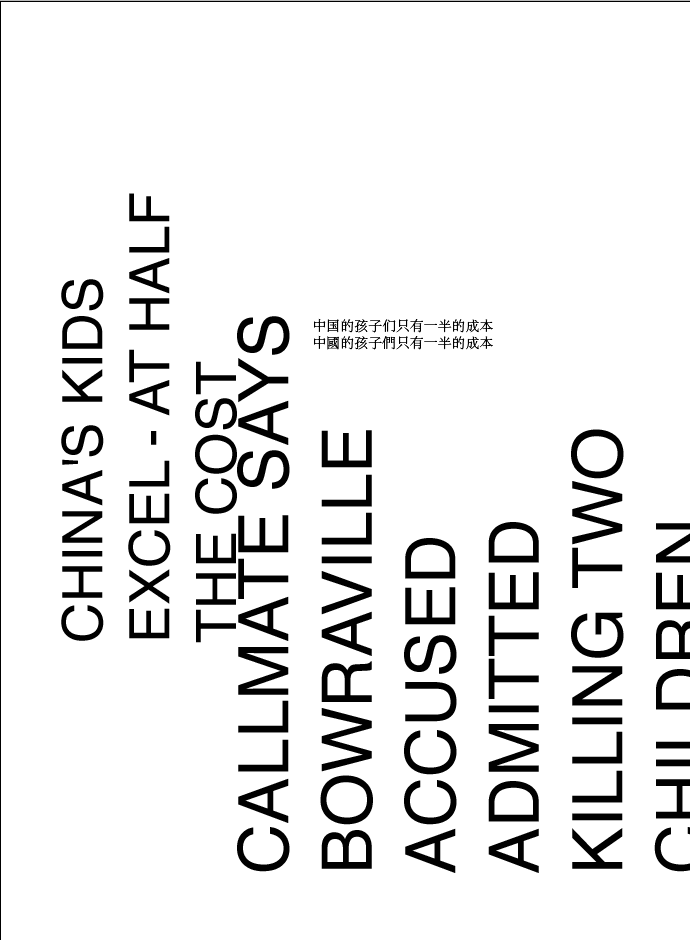 CHINA'S KIDS
EXCEL - AT HALF
THE COST
CALLMATE SAYS
BOWRAVILLE
ACCUSED
ADMITTED
KILLING TWO
CHILDREN
中国的孩子们只有一半的成本
中國的孩子們只有一半的成本